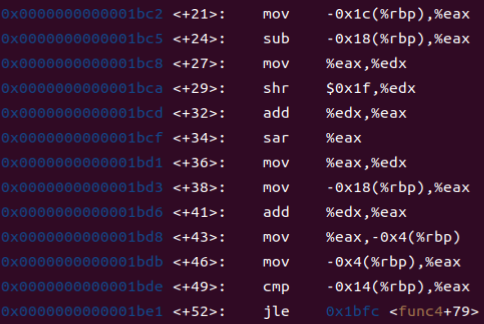 0x0000000000001bc2 <+21>: mov -0x1c(%rbp),%eax
0x0000000000001bc5 <+24>: sub -0x18(%rbp),%eax
0x0000000000001bc8 <+27>: mov %eax,%edx
0x0000000000001bca <+29>: shr $0x1f,%edx
0x0000000000001bcd <+32>: add %edx,%eax
0x0000000000001bcf <+34>: sar %eax
0x0000000000001bd1 <+36>: mov %eax,%edx
0x0000000000001bd3 <+38>: mov -0x18(%rbp),%eax
0x0000000000001bd6 <+41>: add %edx,%eax
0x0000000000001bd8 <+43>: mov %eax,-0x4(%rbp)
0x0000000000001bdb <+46>: mov -0x4(%rbp),%eax
0x0000000000001bde <+49>: cmp -0x14(%rbp),%eax
0x0000000000001be1 <+52>: jle 0x1bfc <func4+79>